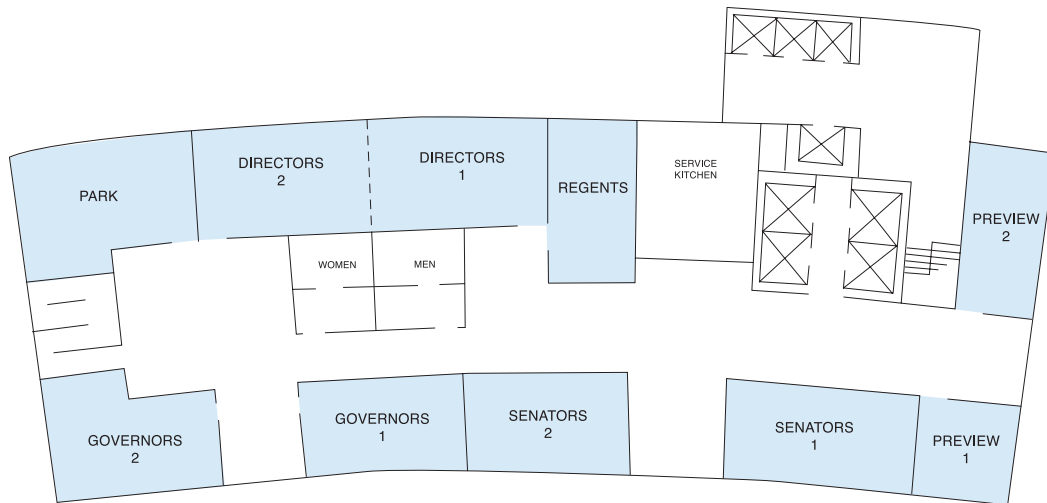 PARK
DIRECTORS
2
DIRECTORS
1
REGENTS
SERVICE
KITCHEN
PREVIEW
2
WOMEN
MEN
GOVERNORS
2
GOVERNORS
1
SENATORS
2
SENATORS
1
PREVIEW
1